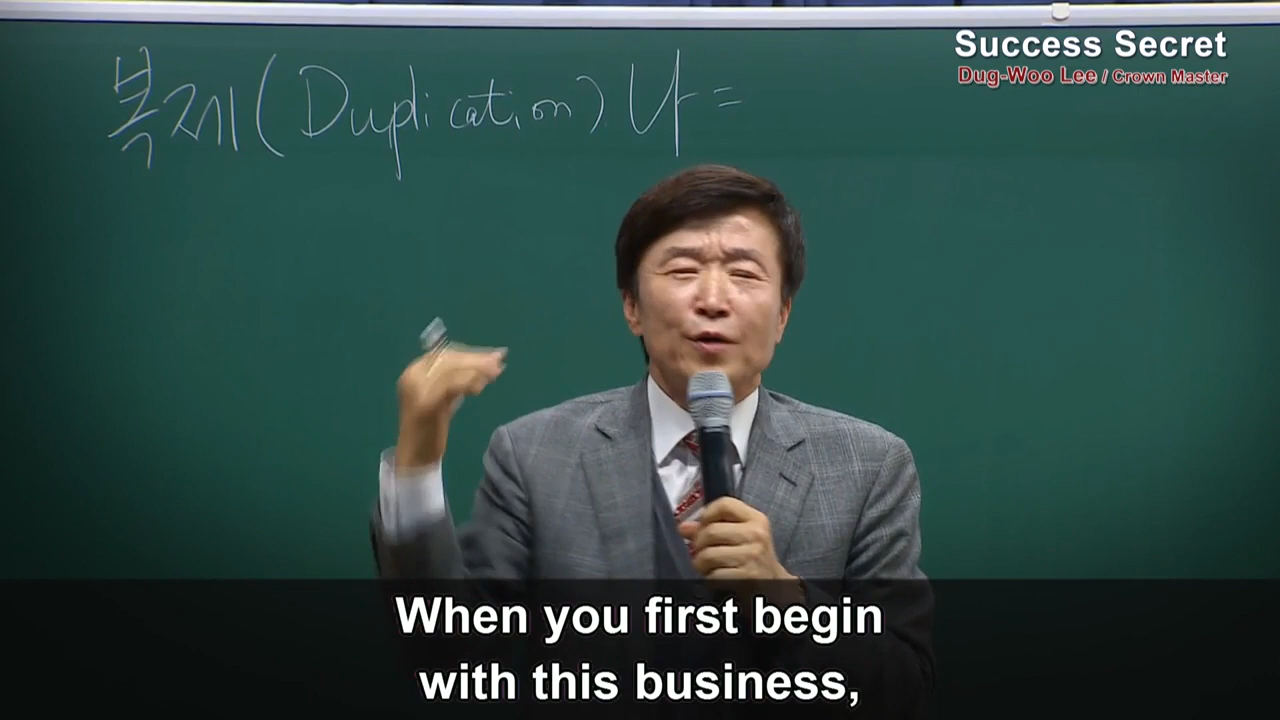 Success Secret
Dug-Woo Lee / Crown Master
복제(Duplication). 나 =
When you first begin
with this business,